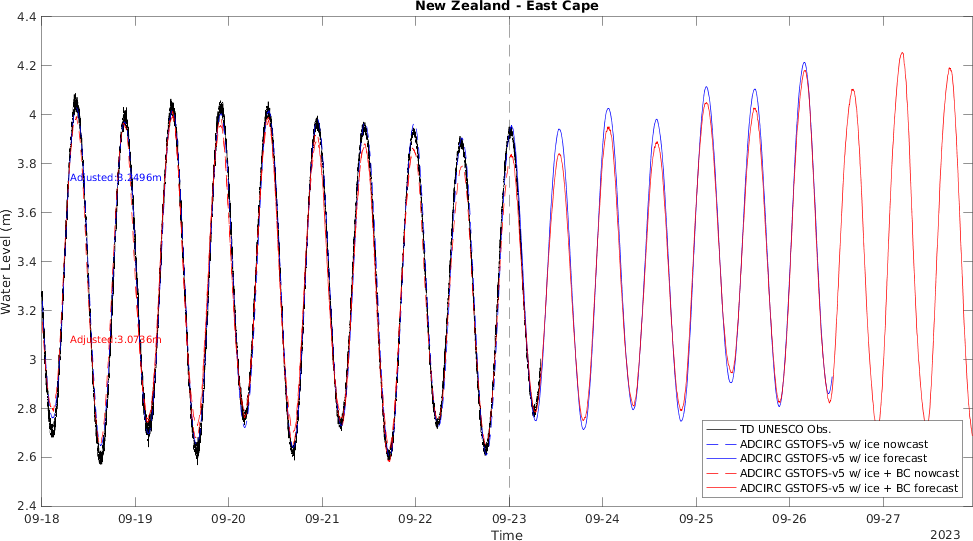 New Zealand - East Cape
4.4
4.2
4
3.8
3.6
3.4
3.2
3
2.8
2.6
2.4
Water Level (m)
Adjusted:3.2496m
Adjusted:3.0736m
TD UNESCO Obs.
ADCIRC GSTOFS-v5 w/ ice nowcast
ADCIRC GSTOFS-v5 w/ ice forecast
ADCIRC GSTOFS-v5 w/ ice + BC nowcast
ADCIRC GSTOFS-v5 w/ ice + BC forecast
09-18 09-19 09-20 09-21 09-22 09-23 09-24 09-25 09-26 09-27
Time
2023